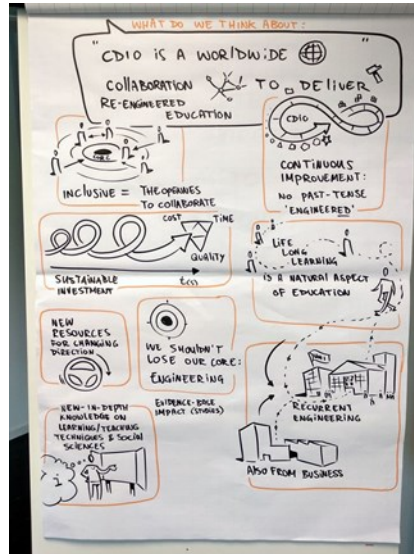 WHAT DO WE THINK ABOUT:
"CDIO IS A WORLDWIDE
COLLABORATION TO DELIVER
RE-ENGINEERED
EDUCATION "
CDIO
INCLUSIVE = THE OPENNES
TO COLLABORATE
CONTINUOUS
IMPROVEMENT:
NO PAST-TENSE
'ENGINEERED'
COST TIME
QUALITY
SUSTAINABLE
INVESTMENT
LIFE
LONG
LEARNING
IS A NATURAL ASPECT
OF EDUCATION
NEW
RESOURCES
FOR CHANGING
DIRECTION
WE SHOULDN'T
LOSE OUR CORE:
ENGINEERING
EVIDENCE-BASE
IMPACT (STUDIES)
NEW-IN-DEPTH
KNOWLEDGE ON
LEARNING/TEACHING
TECHNIQUES & SOCIAL
SCIENCES
RECURRENT
ENGINEERING
ALSO FROM BUSINESS